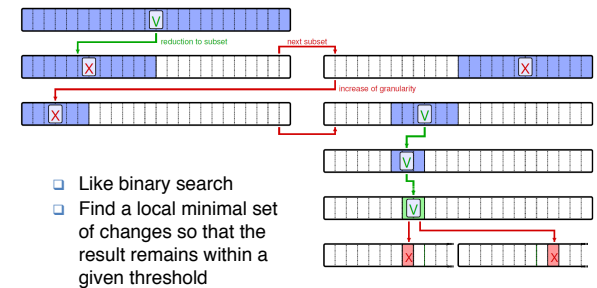 V
reduction to subset
next subset
X
X
increase of granularity
X
V
V
V
X
X
Like binary search
Find a local minimal set
of changes so that the
result remains within a
given threshold